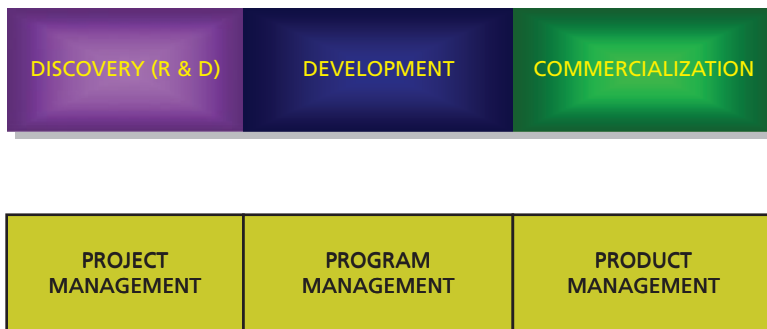 DISCOVERY (R & D) DEVELOPMENT COMMERCIALIZATION
PROJECT PROGRAM PRODUCT
MANAGEMENT MANAGEMENT MANAGEMENT